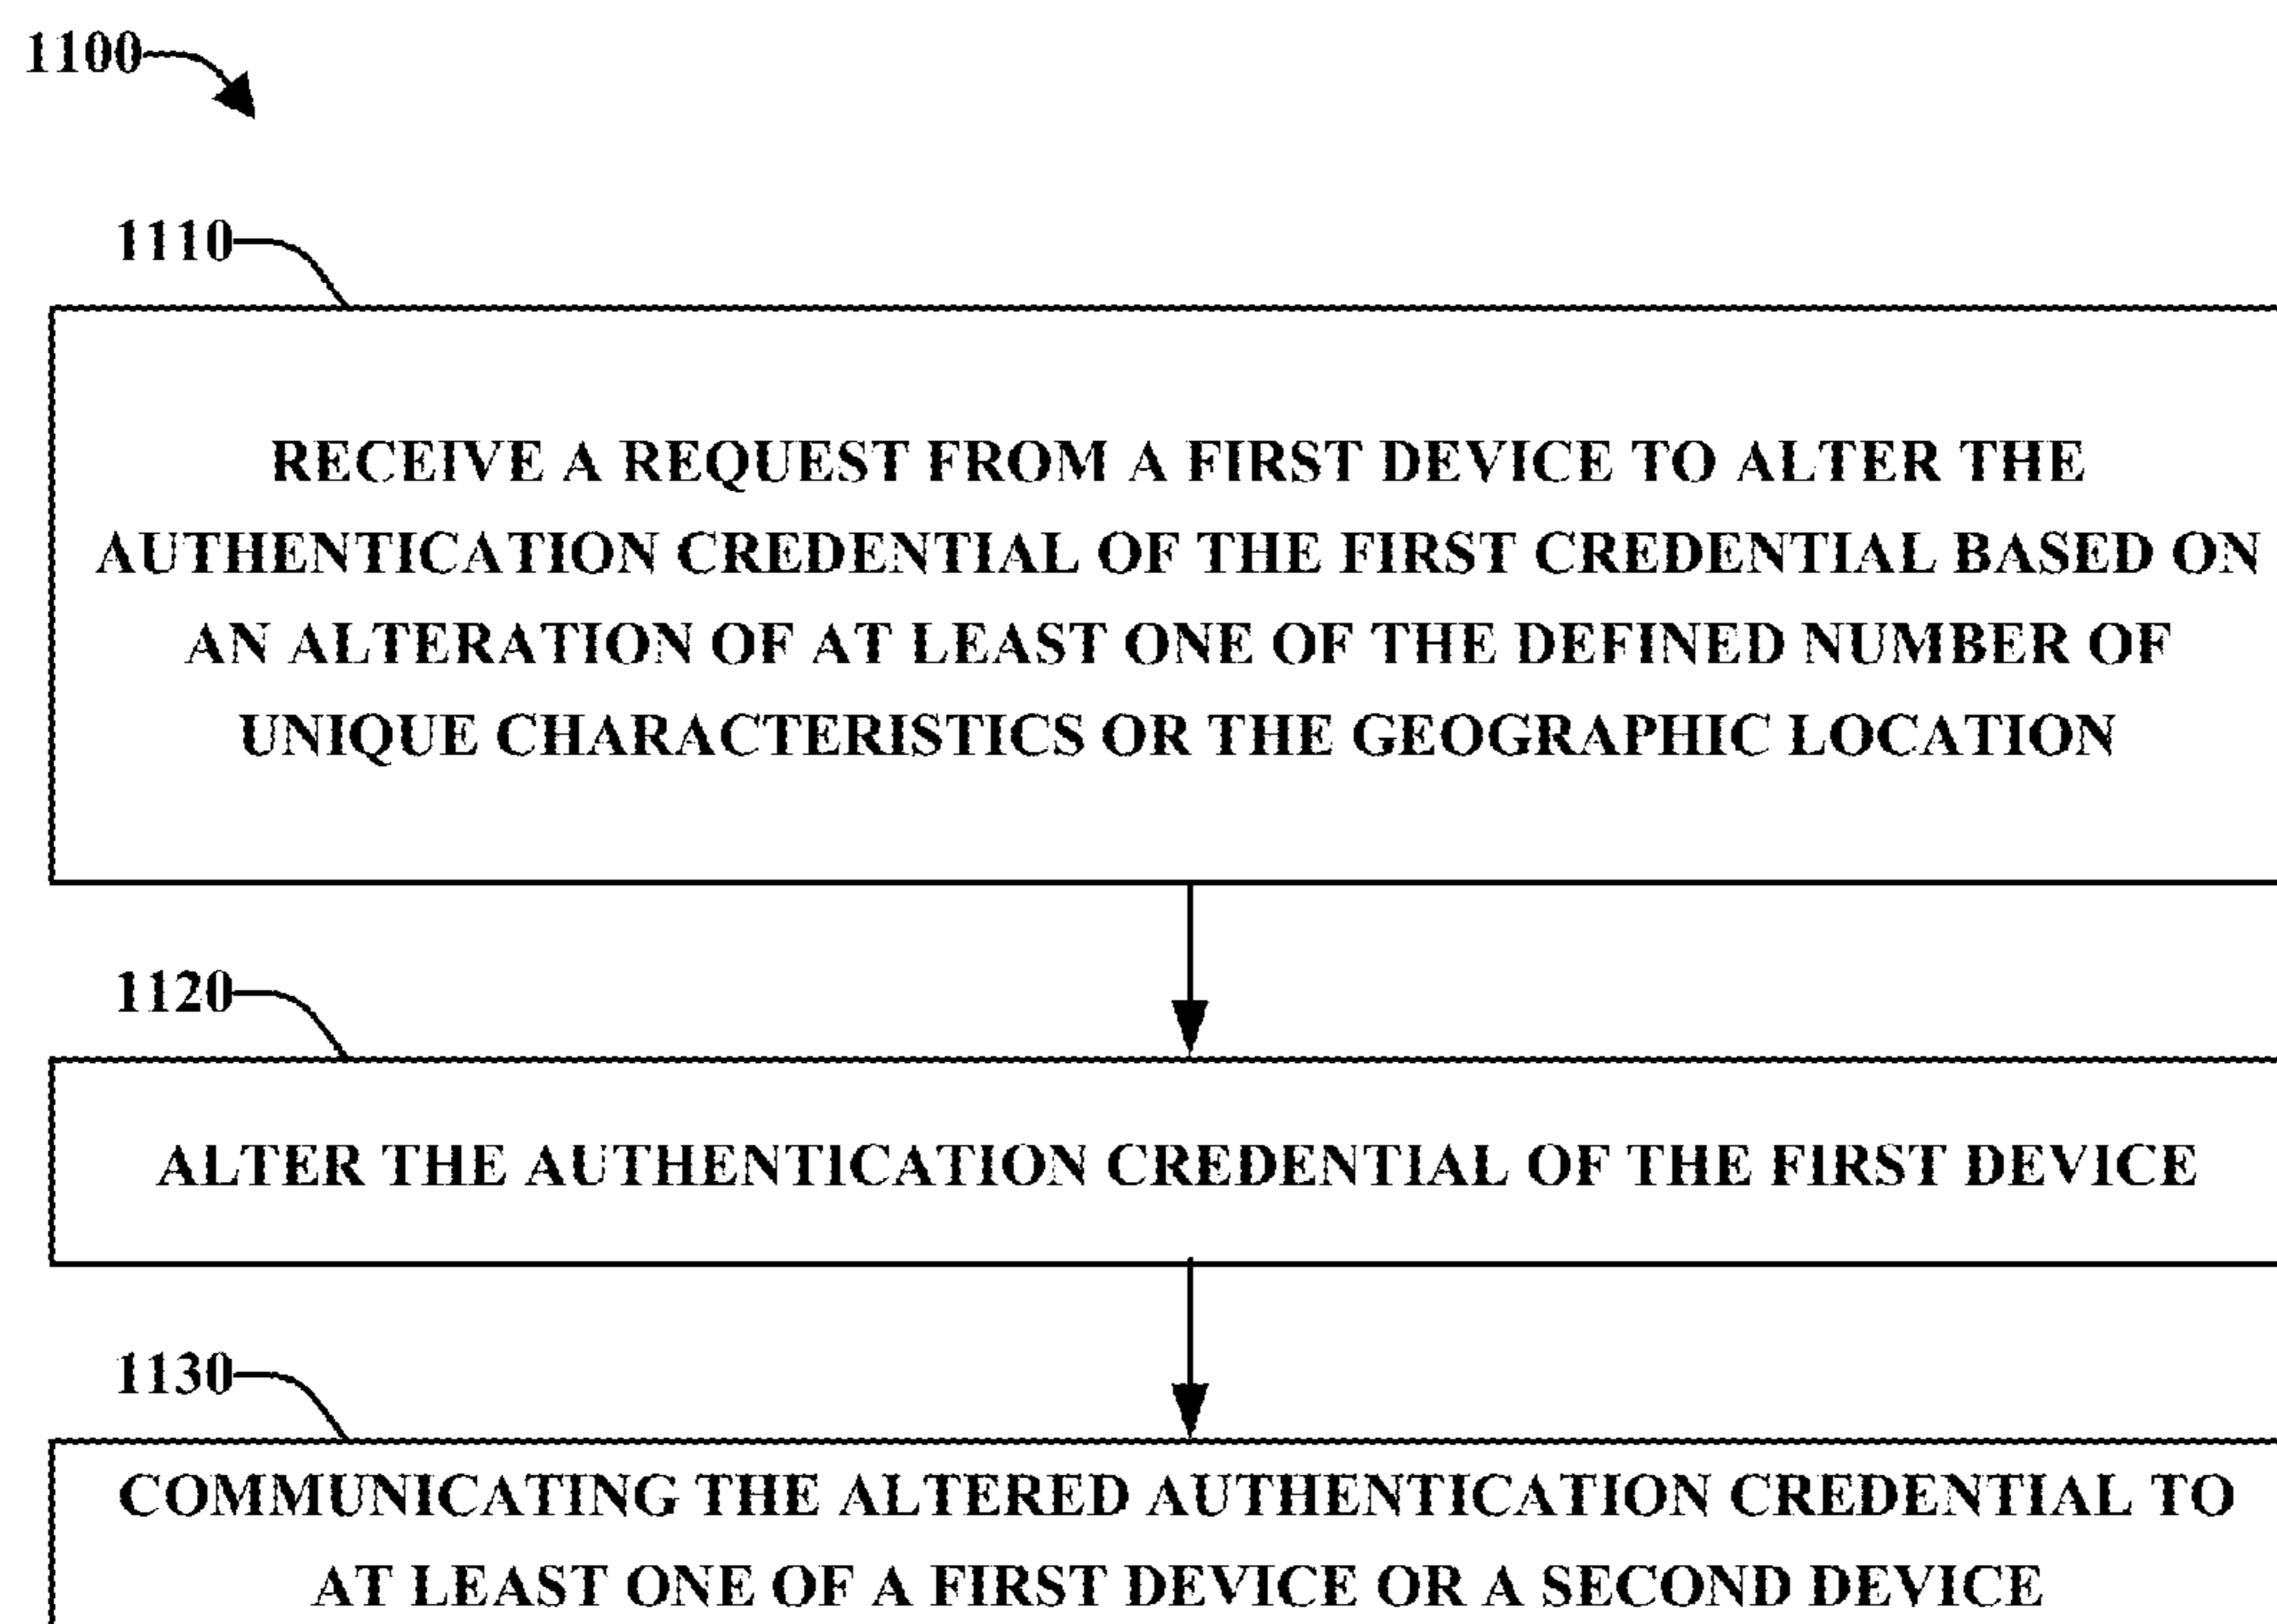 1100
1110
RECEIVE A REQUEST FROM A FIRST DEVICE TO ALTER THE
AUTHENTICATION CREDENTIAL OF THE FIRST CREDENTIAL BASED ON
AN ALTERATION OF AT LEAST ONE OF THE DEFINED NUMBER OF
UNIQUE CHARACTERISTICS OR THE GEOGRAPHIC LOCATION
1120
ALTER THE AUTHENTICATION CREDENTIAL OF THE FIRST DEVICE
1130
COMMUNICATING THE ALTERED AUTHENTICATION CREDENTIAL TO
AT LEAST ONE OF A FIRST DEVICE OR A SECOND DEVICE